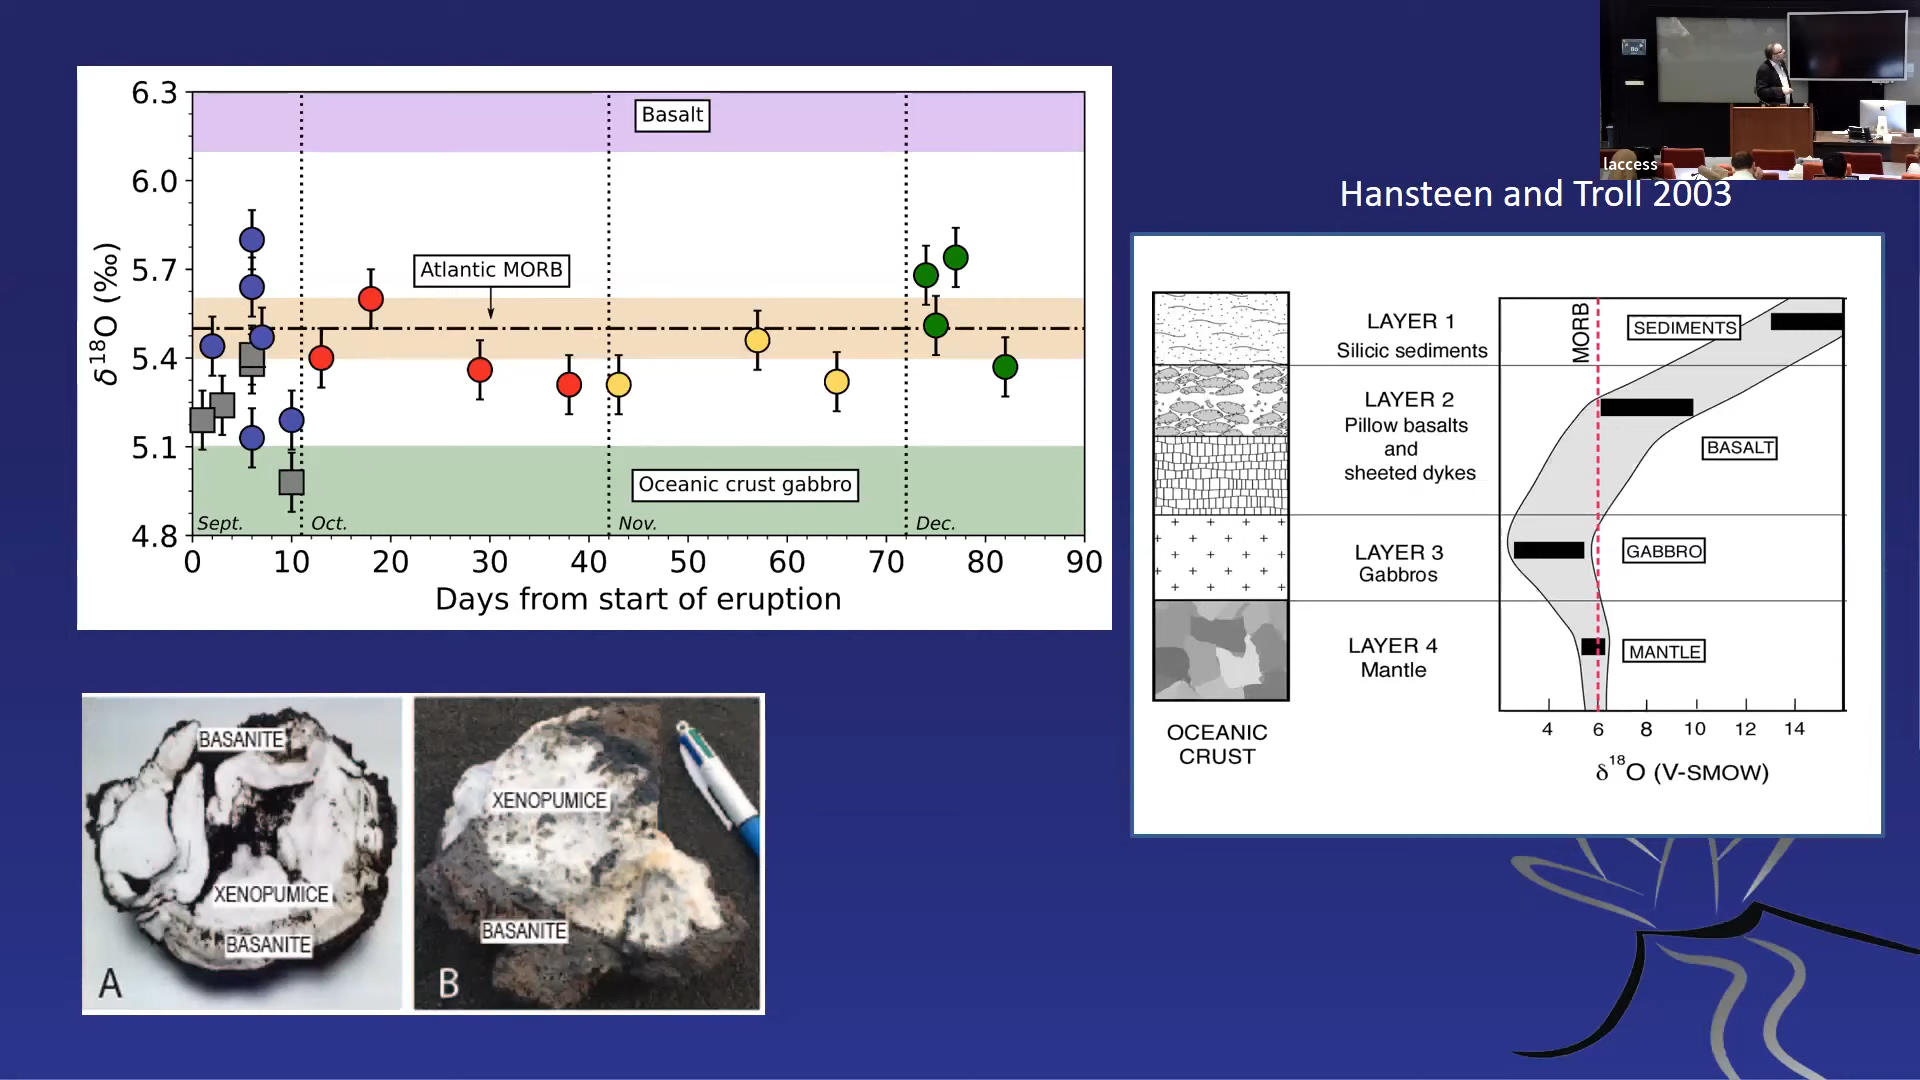 6.3
6.0
5.7
5.4
5.1
4.8
δ18O (‰)
Basalt
Atlantic MORB
Oceanic crust gabbro
Sept.
Oct.
Nov.
Dec.
0 10 20 30 40 50 60 70 80 90
Days from start of eruption
laccess
Hansteen and Troll 2003
LAYER 1
Silicic sediments
LAYER 2
Pillow basalts
and
sheeted dykes
LAYER 3
Gabbros
LAYER 4
Mantle
OCEANIC
CRUST
MORB
SEDIMENTS
BASALT
GABBRO
MANTLE
4 6 8 10 12 14
δ18O (V-SMOW)
BASANITE
XENOPUMICE
BASANITE
A
XENOPUMICE
BASANITE
B